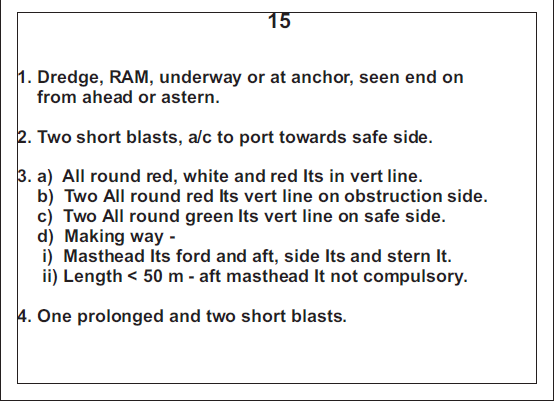 15
1. Dredge, RAM, underway or at anchor, seen end on
from ahead or astern.
2. Two short blasts, a/c to port towards safe side.
3. a) All round red, white and red lts in vert line.
b) Two All round red lts vert line on obstruction side.
c) Two All round green lts vert line on safe side.
d) Making way -
i) Masthead lts ford and aft, side lts and stern lt.
ii) Length < 50 m - aft masthead lt not compulsory.
4. One prolonged and two short blasts.